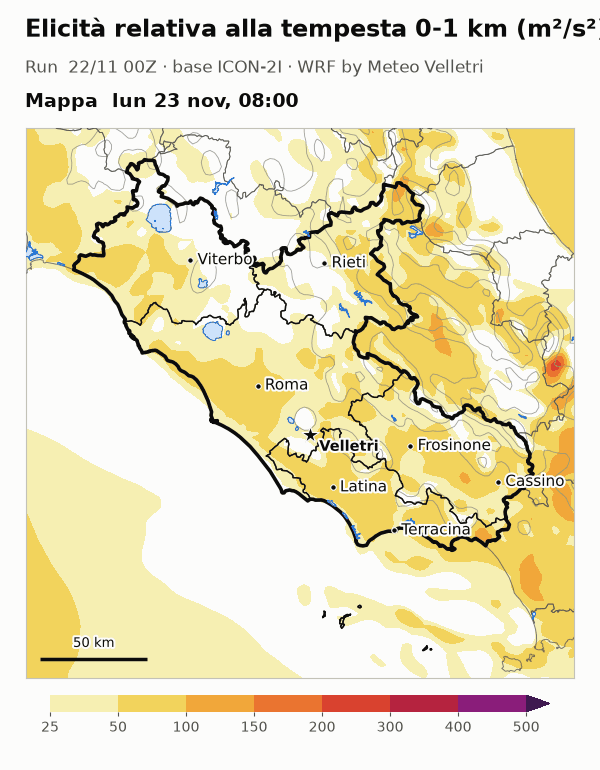 Elicità relativa alla tempesta 0-1 km (m²/s²)
Run 22/11 00Z · base ICON-2I · WRF by Meteo Velletri
Mappa lun 23 nov, 08:00
Viterbo
Rieti
Roma
Velletri
Frosinone
Latina
Cassino
Terracina
50 km
25 50 100 150 200 300 400 500